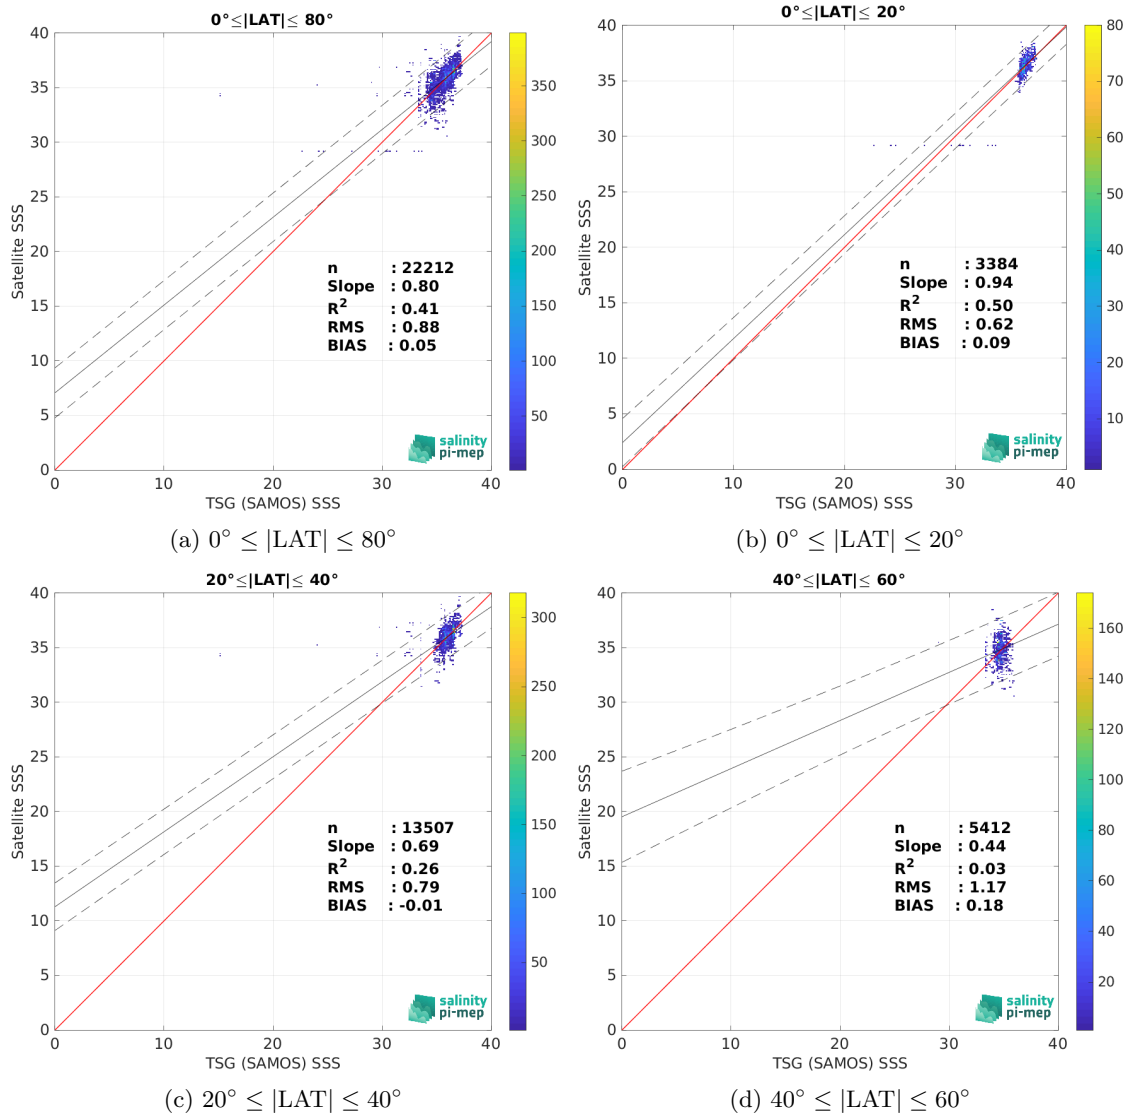 0°≤|LAT|≤ 80°
40
35
30
25
20
15
10
5
0
Satellite SSS
0
10
20
30
40
TSG (SAMOS) SSS
n : 22212
Slope : 0.80
R² : 0.41
RMS : 0.88
BIAS : 0.05
salinity
pi-mep
350
300
250
200
150
100
50
(a) 0° ≤ |LAT| ≤ 80°
0°≤|LAT|≤ 20°
40
35
30
25
20
15
10
5
0
Satellite SSS
0
10
20
30
40
TSG (SAMOS) SSS
n : 3384
Slope : 0.94
R² : 0.50
RMS : 0.62
BIAS : 0.09
salinity
pi-mep
80
70
60
50
40
30
20
10
(b) 0° ≤ |LAT| ≤ 20°
20°≤|LAT|≤ 40°
40
35
30
25
20
15
10
5
0
Satellite SSS
0
10
20
30
40
TSG (SAMOS) SSS
n : 13507
Slope : 0.69
R² : 0.26
RMS : 0.79
BIAS : -0.01
salinity
pi-mep
300
250
200
150
100
50
(c) 20° ≤ |LAT| ≤ 40°
40°≤|LAT|≤ 60°
40
35
30
25
20
15
10
5
0
Satellite SSS
0
10
20
30
40
TSG (SAMOS) SSS
n : 5412
Slope : 0.44
R² : 0.03
RMS : 1.17
BIAS : 0.18
salinity
pi-mep
160
140
120
100
80
60
40
20
(d) 40° ≤ |LAT| ≤ 60°